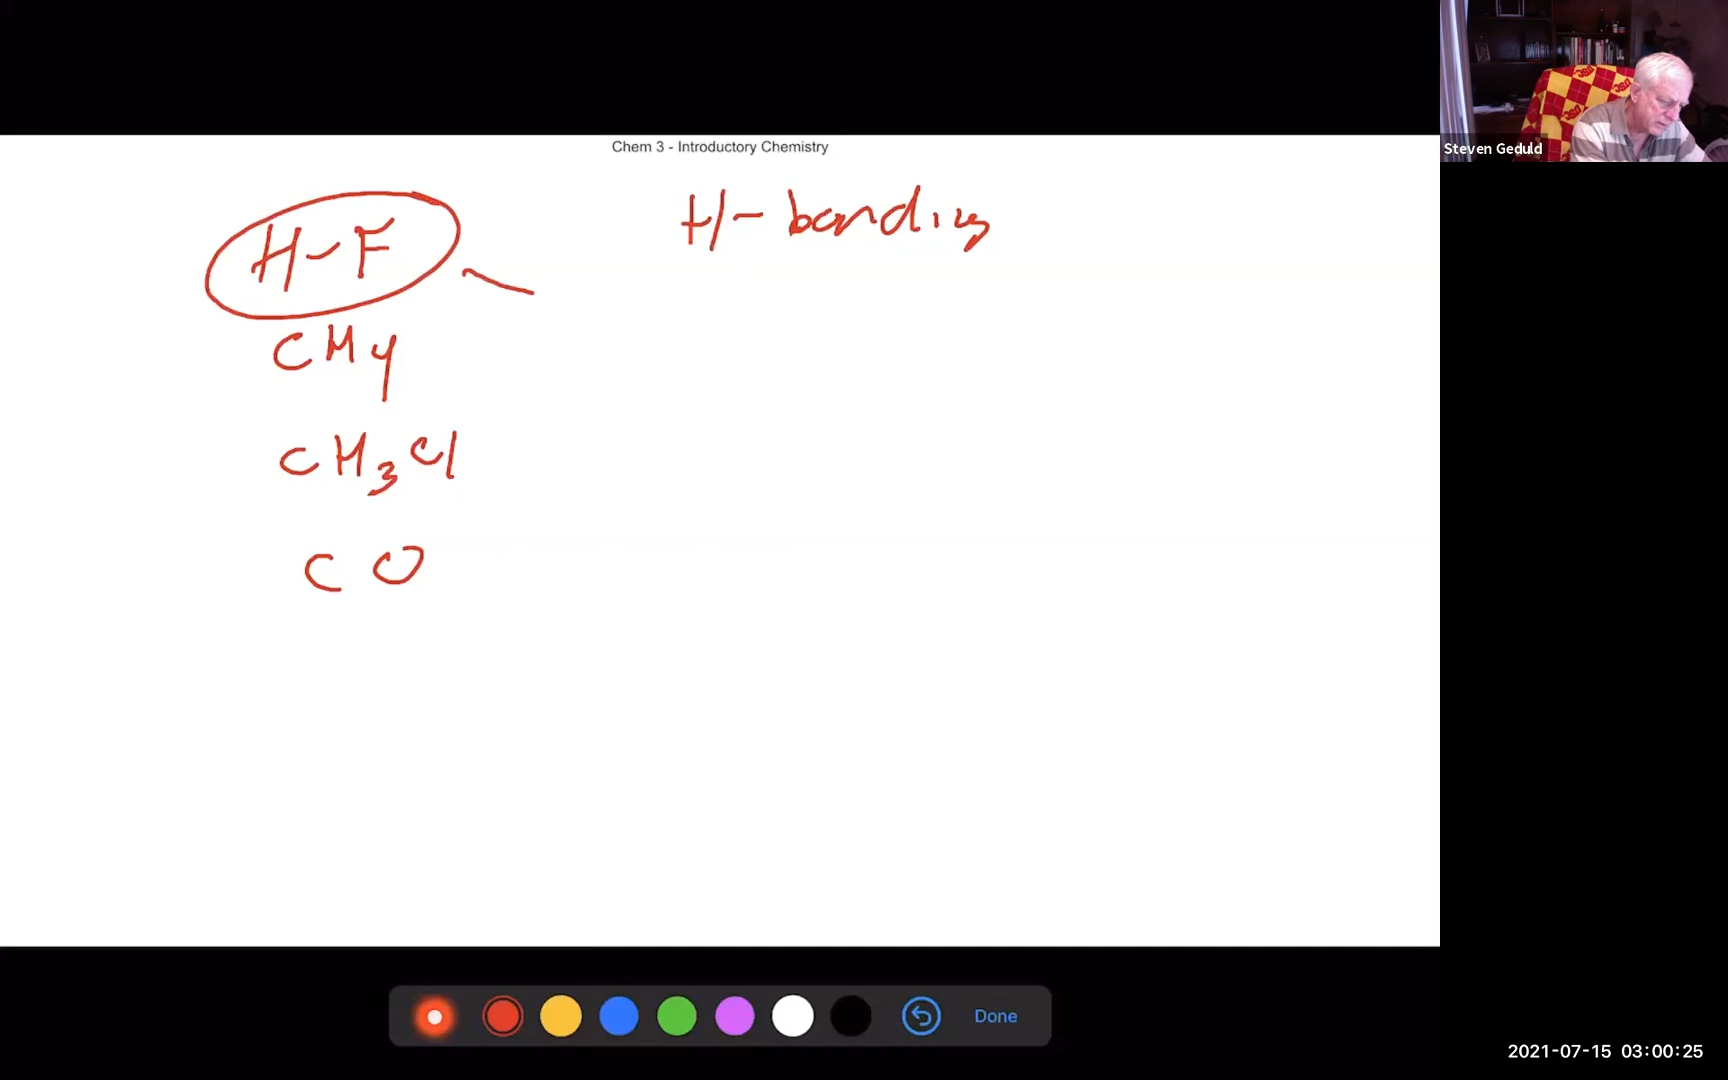 Chem 3 - Introductory Chemistry
Steven Geduld
H-F
H-bonding
CH4
CH3Cl
CO
Done
2021-07-15 03:00:25